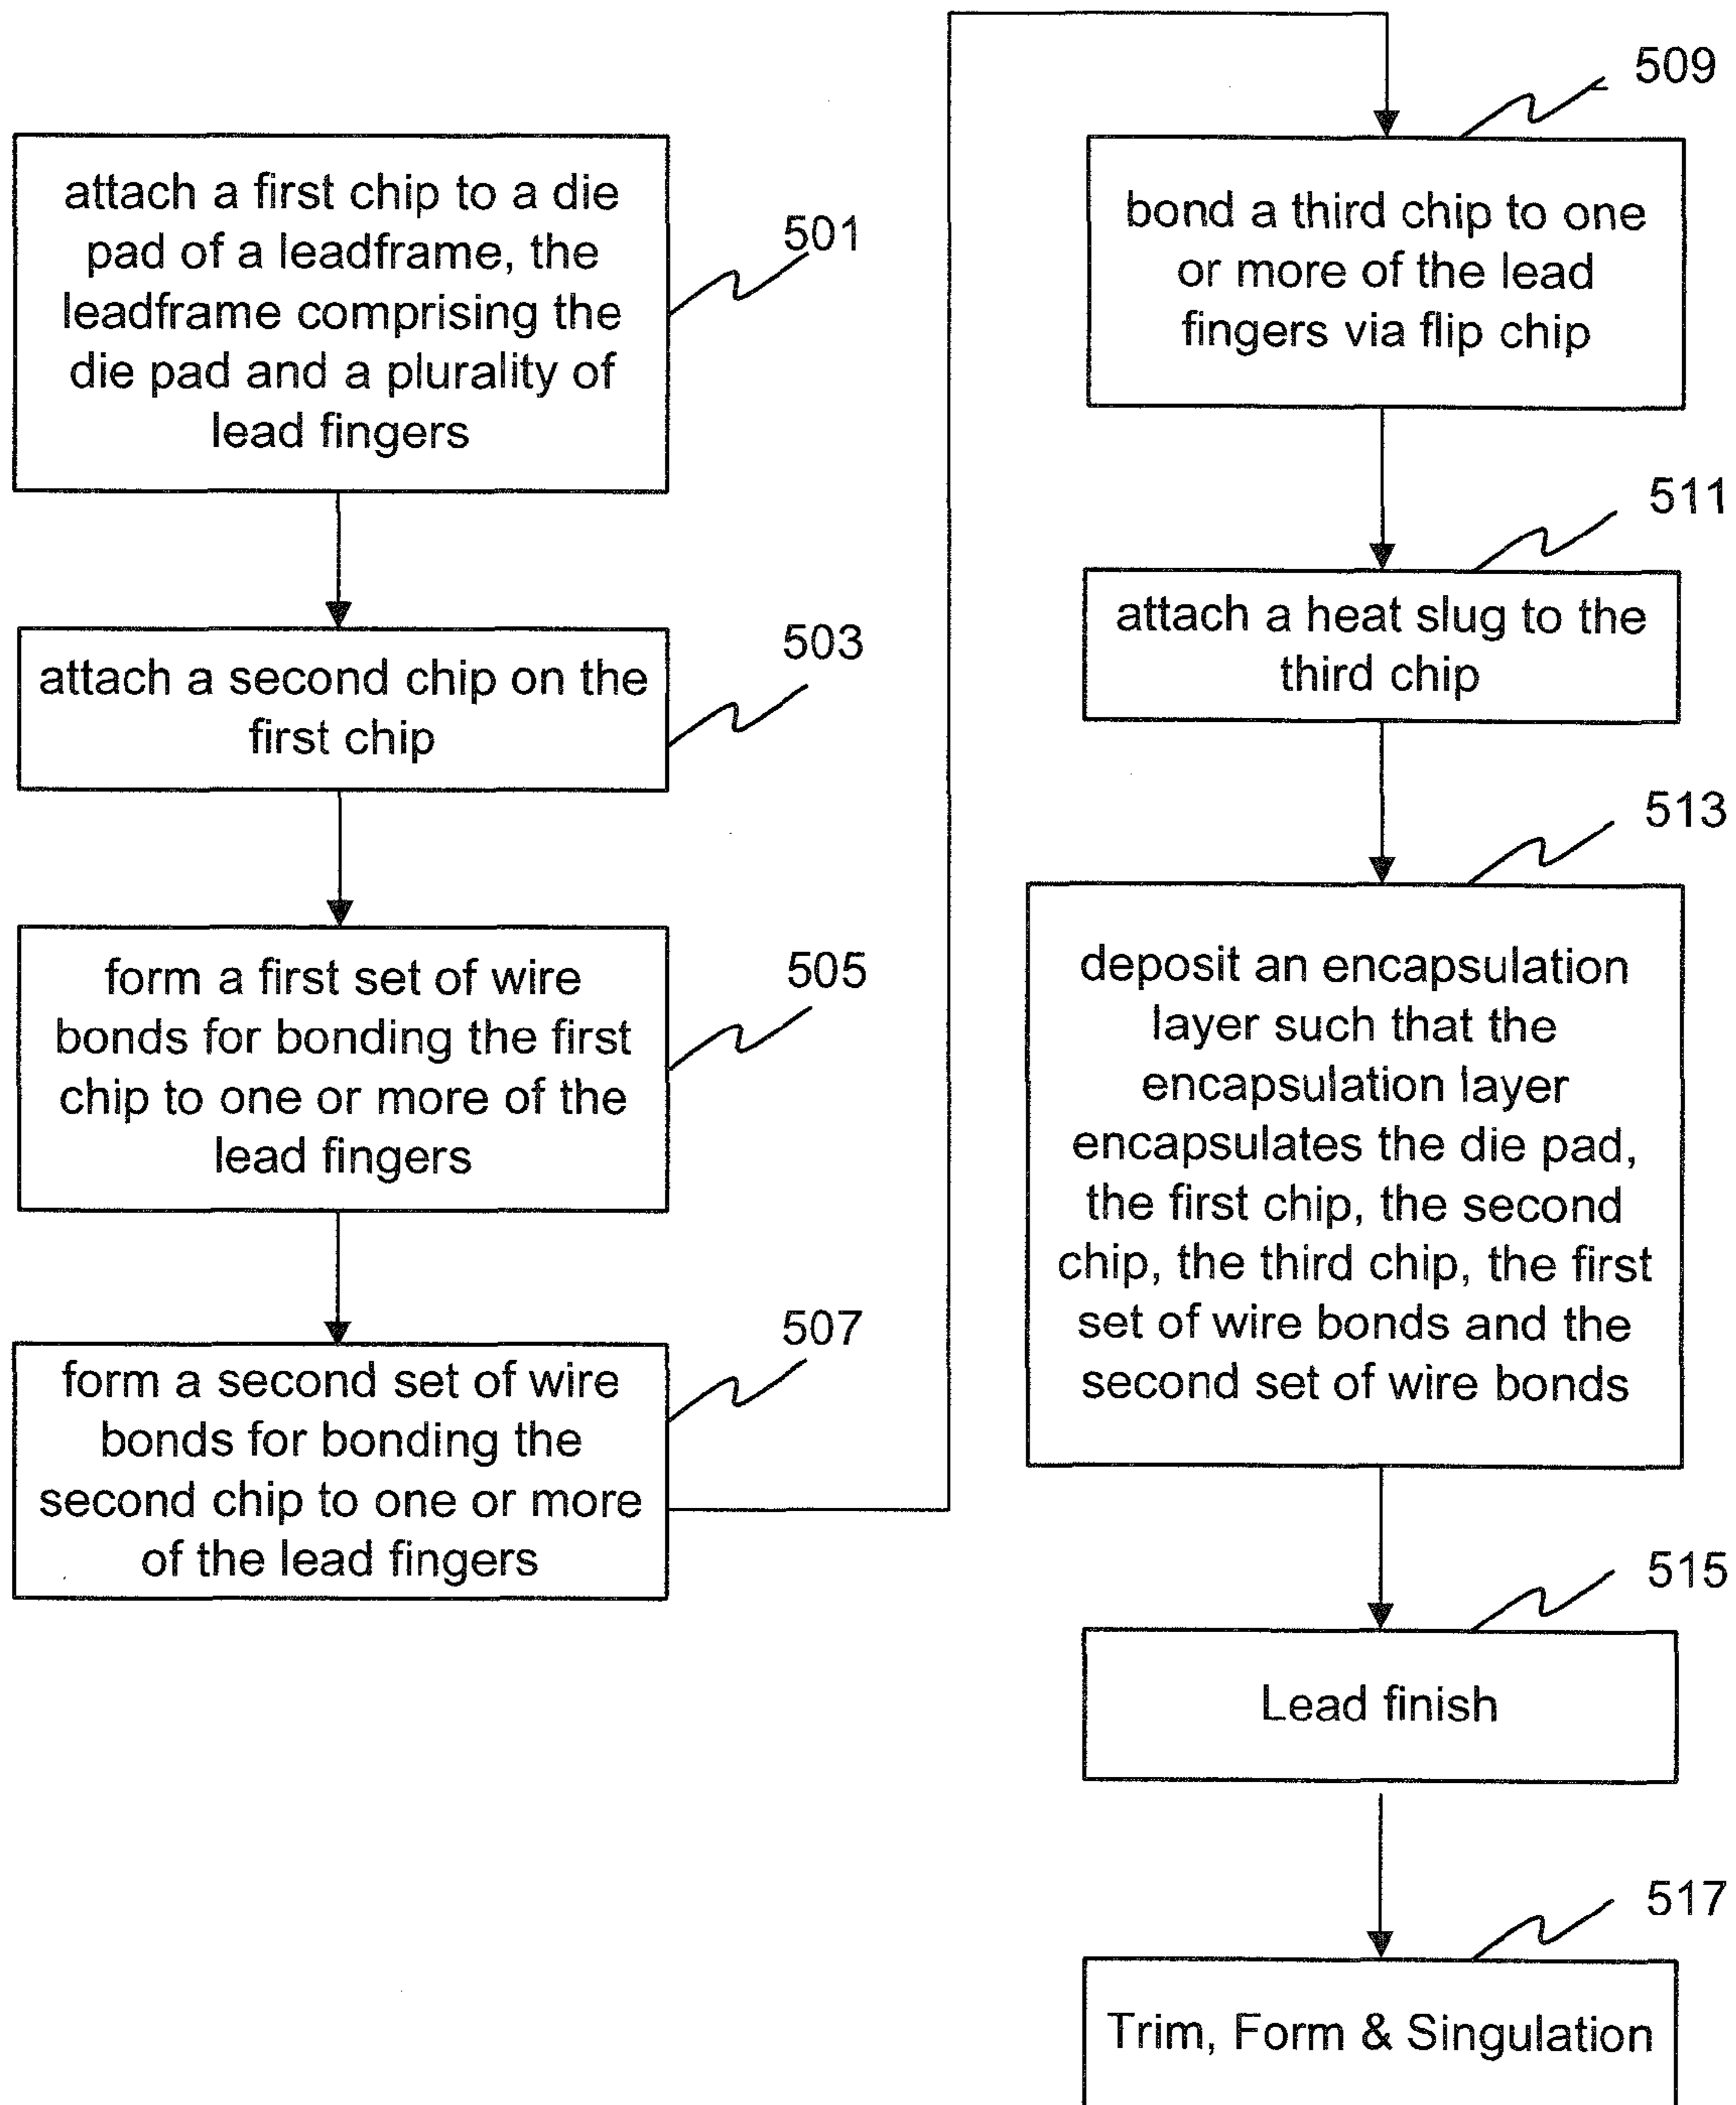 attach a first chip to a die
pad of a leadframe, the
leadframe comprising the
die pad and a plurality of
lead fingers
501
attach a second chip on the
first chip
503
form a first set of wire
bonds for bonding the first
chip to one or more of the
lead fingers
505
form a second set of wire
bonds for bonding the
second chip to one or more
of the lead fingers
507
509
bond a third chip to one
or more of the lead
fingers via flip chip
511
attach a heat slug to the
third chip
513
deposit an encapsulation
layer such that the
encapsulation layer
encapsulates the die pad,
the first chip, the second
chip, the third chip, the first
set of wire bonds and the
second set of wire bonds
515
Lead finish
517
Trim, Form & Singulation